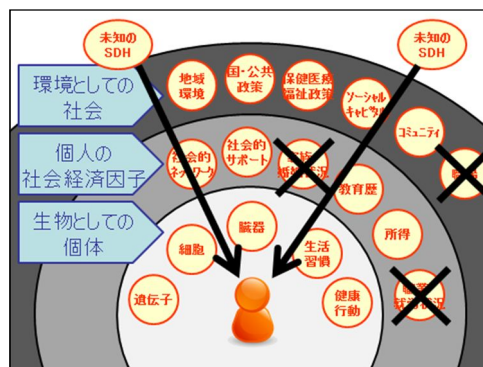 未知の
SDH
未知の
SDH
環境としての
社会
地域
環境
国・公共
政策
保健医療
福祉政策
ソーシャル
キャピタル
コミュニティ
個人の
社会経済因子
社会的
ネットワーク
社会的
サポート
教育歴
所得
生物としての
個体
遺伝子
細胞
臓器
生活
習慣
健康
行動